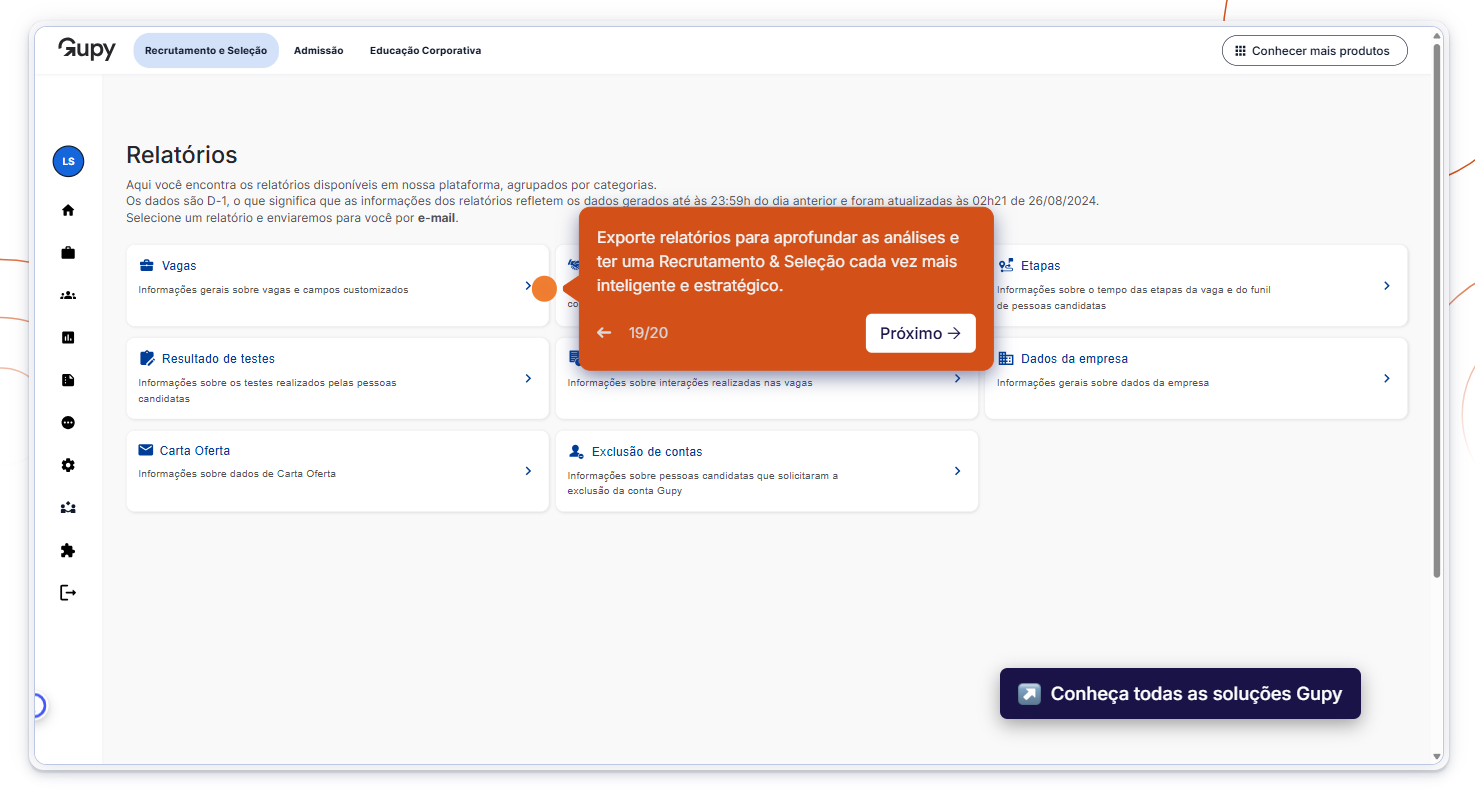 Gupy
Recrutamento e Seleção
Admissão
Educação Corporativa
Conhecer mais produtos
LS
Relatórios
Aqui você encontra os relatórios disponíveis em nossa plataforma, agrupados por categorias.
Os dados são D-1, o que significa que as informações dos relatórios refletem os dados gerados até às 23:59h do dia anterior e foram atualizadas às 02h21 de 26/08/2024.
Selecione um relatório e enviaremos para você por e-mail.
Vagas
Informações gerais sobre vagas e campos customizados
Exporte relatórios para aprofundar as análises e
ter uma Recrutamento & Seleção cada vez mais
inteligente e estratégico.
19/20
Próximo
Etapas
Informações sobre o tempo das etapas da vaga e do funil
de pessoas candidatas
Resultado de testes
Informações sobre os testes realizados pelas pessoas
candidatas
Informações sobre interações realizadas nas vagas
Dados da empresa
Informações gerais sobre dados da empresa
Carta Oferta
Informações sobre dados de Carta Oferta
Exclusão de contas
Informações sobre pessoas candidatas que solicitaram a
exclusão da conta Gupy
Conheça todas as soluções Gupy